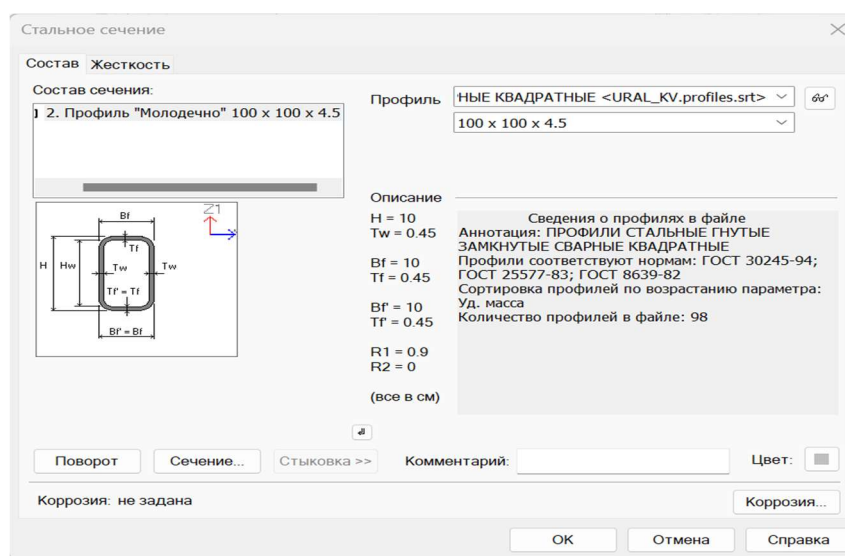 Стальное сечение
Состав Жесткость
Состав сечения:
2. Профиль "Молодечно" 100 x 100 x 4.5
Профиль
НЫЕ КВАДРАТНЫЕ <URAL_KV.profiles.srt>
100 x 100 x 4.5
Bf
Z1
Tf
H
Hw
Tw
Tw
Tf' = Tf
Bf' = Bf
Описание
H = 10
Tw = 0.45
Bf = 10
Tf = 0.45
Bf' = 10
Tf' = 0.45
R1 = 0.9
R2 = 0
(все в см)
Сведения о профилях в файле
Аннотация: ПРОФИЛИ СТАЛЬНЫЕ ГНУТЫЕ
ЗАМКНУТЫЕ СВАРНЫЕ КВАДРАТНЫЕ
Профили соответствуют нормам: ГОСТ 30245-94;
ГОСТ 25577-83; ГОСТ 8639-82
Сортировка профилей по возрастанию параметра:
Уд. масса
Количество профилей в файле: 98
Поворот
Сечение...
Стыковка >>
Комментарий:
Цвет:
Коррозия: не задана
Коррозия...
ОК
Отмена
Справка